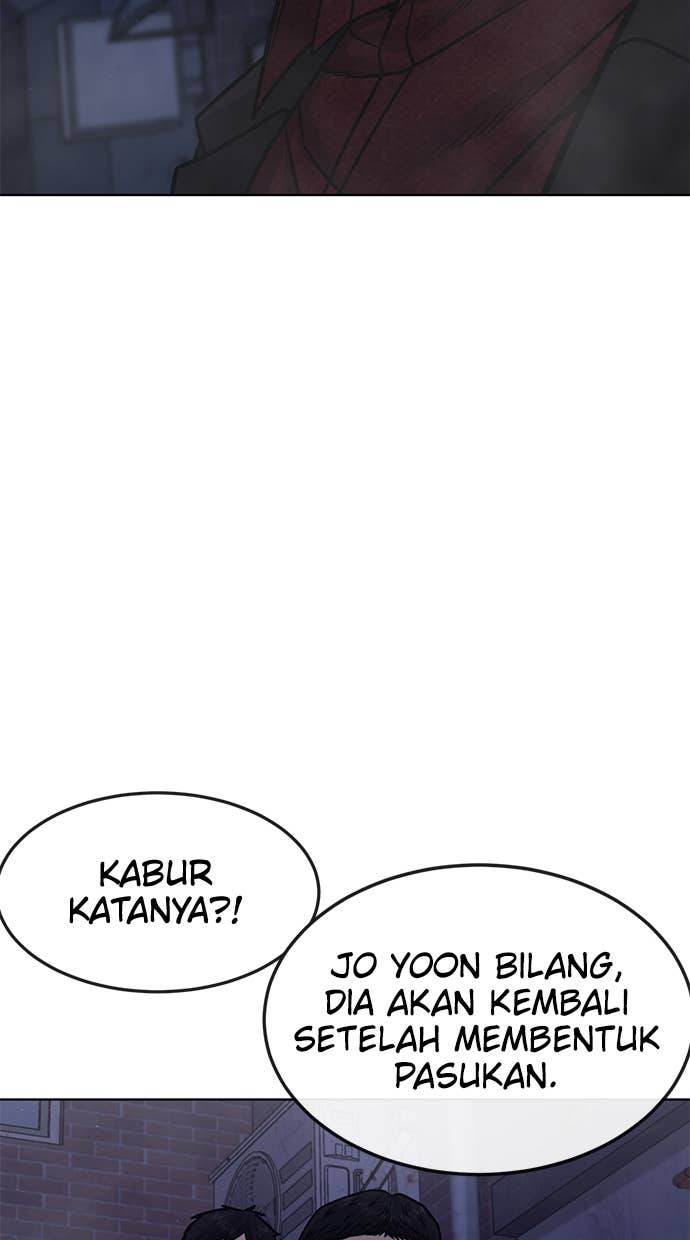 KABUR
KATANYA?!
JO YOON BILANG,
DIA AKAN KEMBALI
SETELAH MEMBENTUK
PASUKAN.